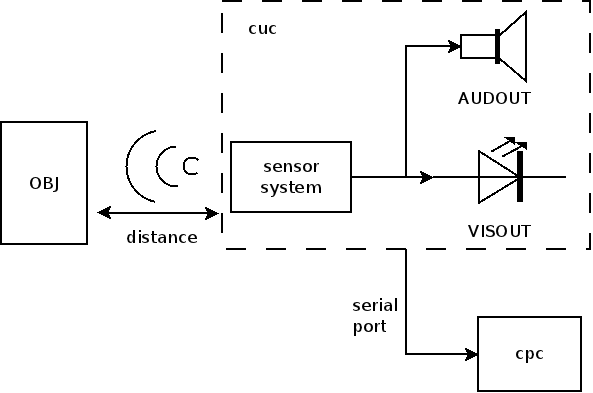 cuc
AUDOUT
OBJ
sensor
system
distance
VISOUT
serial
port
cpc